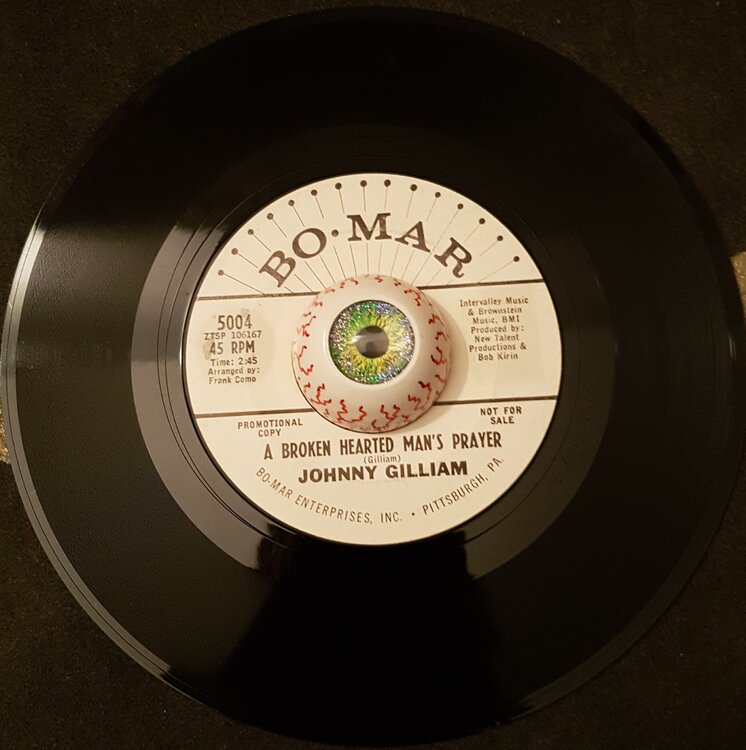 BO·MAR
5004
ZTSP 106167
45 RPM
Time: 2:45
Arranged by:
Frank Como
Intervalley Music
& Brownstein
Music, BMI
Produced by:
New Talent
Productions &
Bob Kirin
PROMOTIONAL
COPY
NOT FOR
SALE
A BROKEN HEARTED MAN'S PRAYER
(Gilliam)
JOHNNY GILLIAM
BO-MAR ENTERPRISES, INC. • PITTSBURGH, PA.